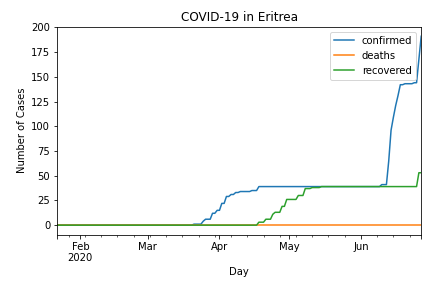 COVID-19 in Eritrea
200
175
150
125
100
75
50
25
0
Number of Cases
confirmed
deaths
recovered
Feb Mar Apr May Jun
2020
Day